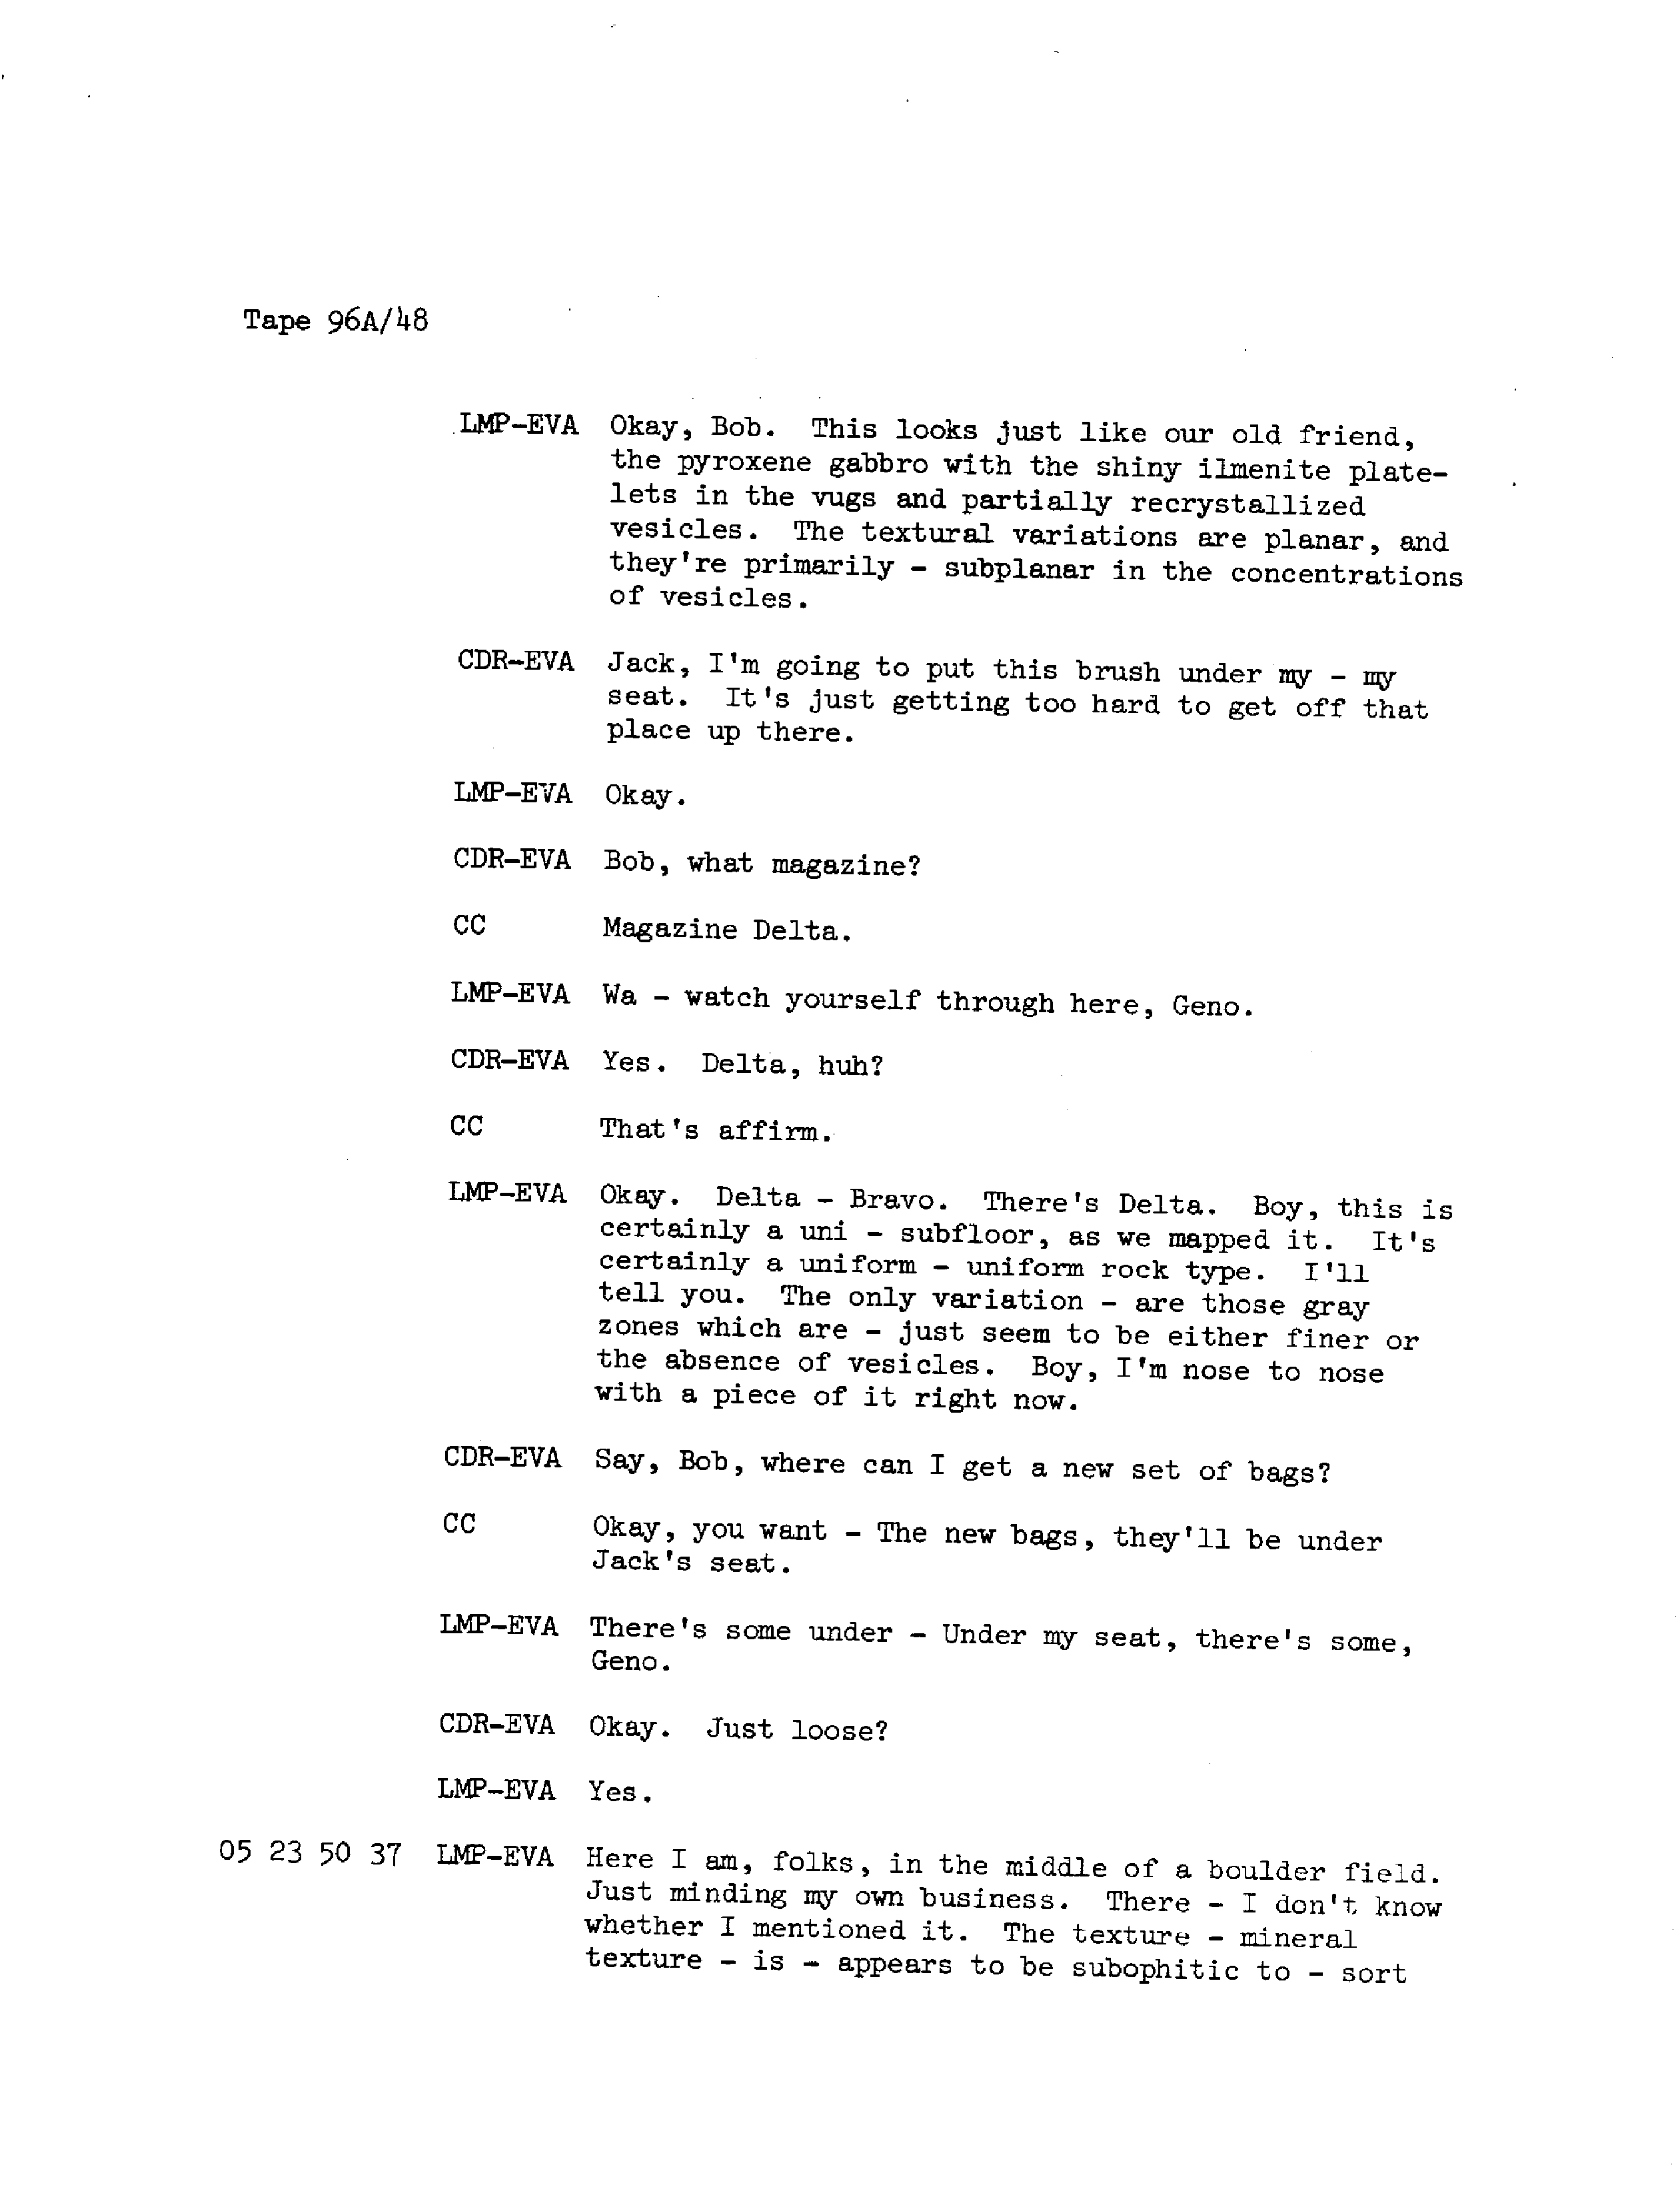 Tape 96A/48
LMP-EVA Okay, Bob. This looks just like our old friend,
the pyroxene gabbro with the shiny ilmenite plate-
lets in the vugs and partially recrystallized
vesicles. The textural variations are planar, and
they're primarily - subplanar in the concentrations
of vesicles.
CDR-EVA Jack, I'm going to put this brush under my - my
seat. It's just getting too hard to get off that
place up there.
LMP-EVA Okay.
CDR-EVA Bob, what magazine?
CC Magazine Delta.
LMP-EVA Wa - watch yourself through here, Geno.
CDR-EVA Yes. Delta, huh?
CC That's affirm.
LMP-EVA Okay. Delta - Bravo. There's Delta. Boy, this is
certainly a uni - subfloor, as we mapped it. It's
certainly a uniform - uniform rock type. I'll
tell you. The only variation - are those gray
zones which are - just seem to be either finer or
the absence of vesicles. Boy, I'm nose to nose
with a piece of it right now.
CDR-EVA Say, Bob, where can I get a new set of bags?
CC Okay, you want - The new bags, they'll be under
Jack's seat.
LMP-EVA There's some under - Under my seat, there's some,
Geno.
CDR-EVA Okay. Just loose?
LMP-EVA Yes.
05 23 50 37 LMP-EVA Here I am, folks, in the middle of a boulder field.
Just minding my own business. There - I don't know
whether I mentioned it. The texture - mineral
texture - is - appears to be subophitic to - sort